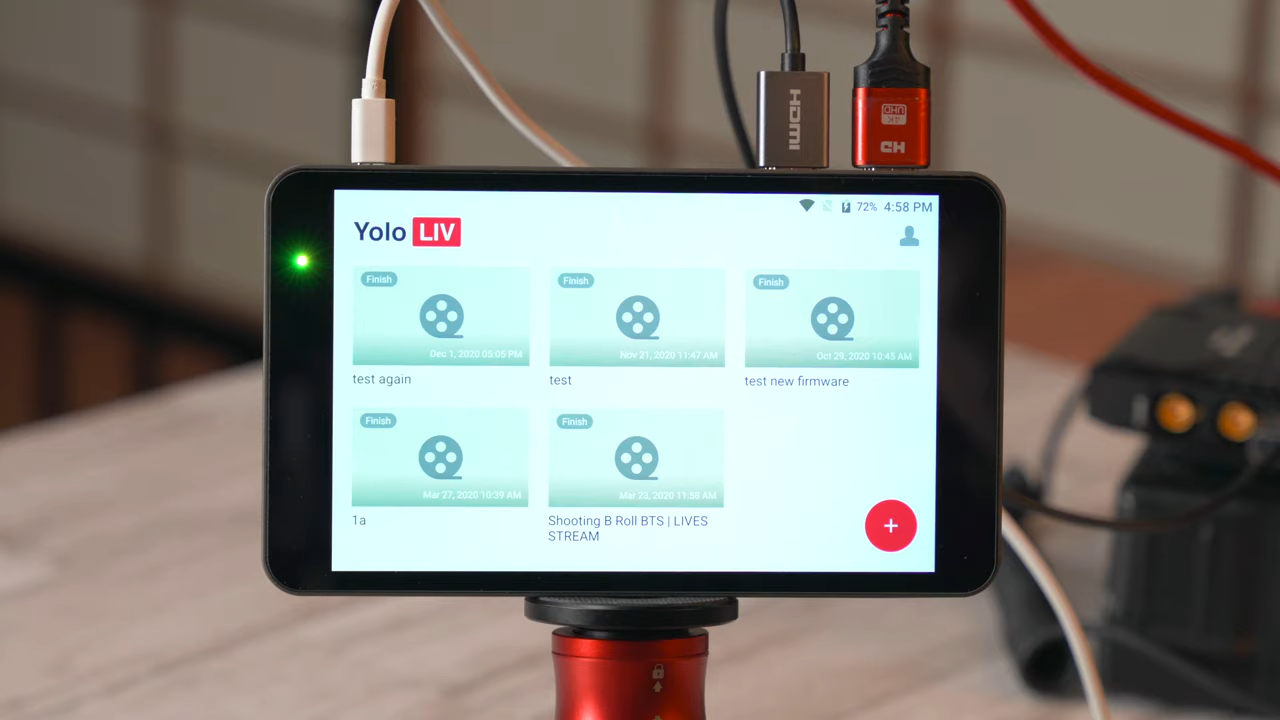 HDMI
4K
UHD
HD
72% 4:58 PM
Yolo LIV
Finish
Dec 1, 2020 05:05 PM
test again
Finish
Nov 21, 2020 11:47 AM
test
Finish
Oct 29, 2020 10:45 AM
test new firmware
Finish
Mar 27, 2020 10:39 AM
1a
Finish
Mar 23, 2020 11:58 AM
Shooting B Roll BTS | LIVES
STREAM
+